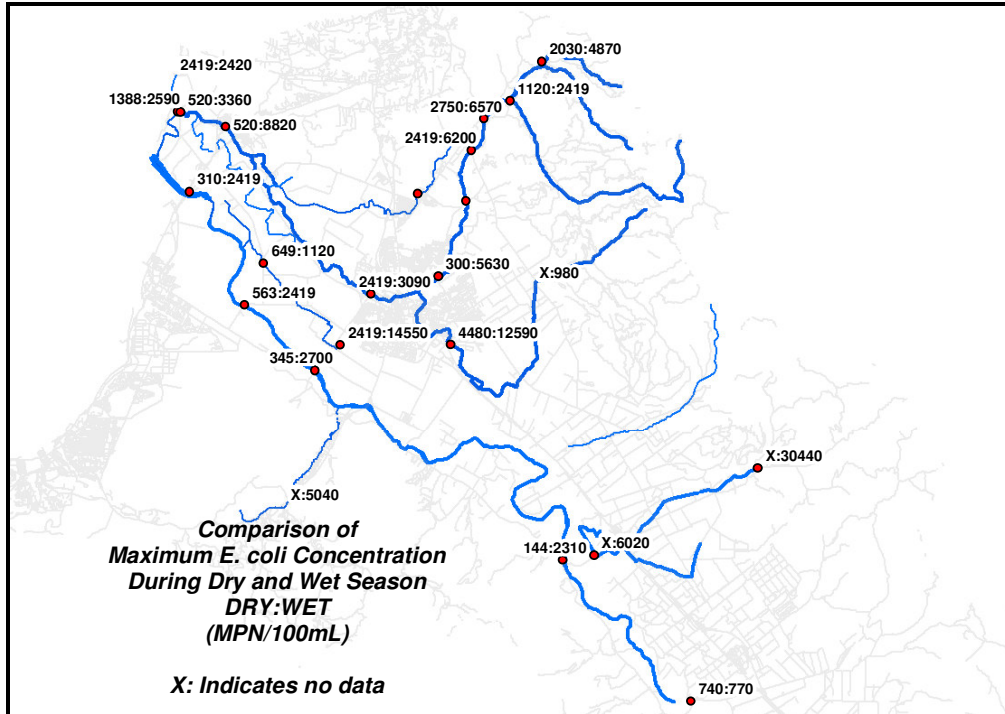 2030:4870
2419:2420
1120:2419
1388:2590
520:3360
2750:6570
520:8820
2419:6200
310:2419
649:1120
300:5630
X:980
2419:3090
563:2419
2419:14550
4480:12590
345:2700
X:30440
X:5040
Comparison of
Maximum E. coli Concentration
During Dry and Wet Season
DRY:WET
(MPN/100mL)
144:2310
X:6020
X: Indicates no data
740:770